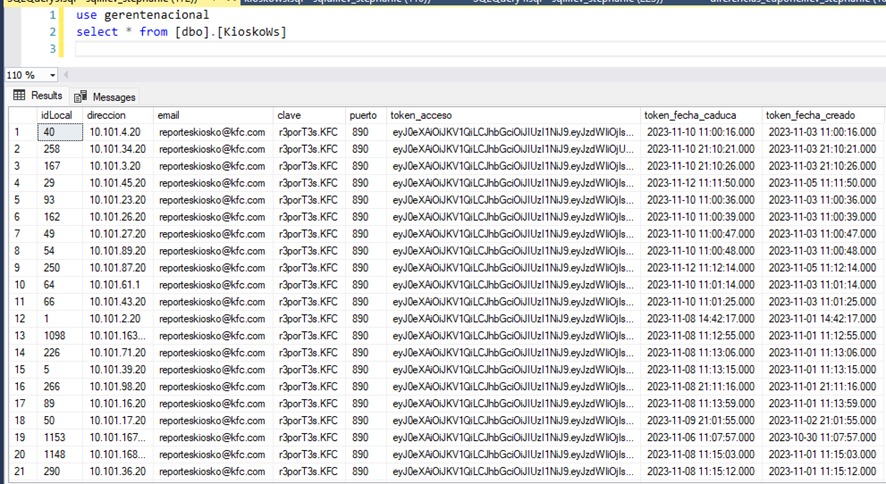 1 use gerentenacional
2 select * from [dbo].[KioskoWs]
3
110 %
Results Messages
idLocal direccion email clave puerto token_acceso token_fecha_caduca token_fecha_creado
1 40 10.101.4.20 reporteskiosko@kfc.com r3porT3s.KFC 890 eyJ0eXAiOiJKV1QiLCJhbGciOiJIUzI1NiJ9.eyJzdWIiOjIs... 2023-11-10 11:00:16.000 2023-11-03 11:00:16.000
2 258 10.101.34.20 reporteskiosko@kfc.com r3porT3s.KFC 890 eyJ0eXAiOiJKV1QiLCJhbGciOiJIUzI1NiJ9.eyJzdWIiOjU... 2023-11-10 21:10:21.000 2023-11-03 21:10:21.000
3 167 10.101.3.20 reporteskiosko@kfc.com r3porT3s.KFC 890 eyJ0eXAiOiJKV1QiLCJhbGciOiJIUzI1NiJ9.eyJzdWIiOjIs... 2023-11-10 21:10:26.000 2023-11-03 21:10:26.000
4 29 10.101.45.20 reporteskiosko@kfc.com r3porT3s.KFC 890 eyJ0eXAiOiJKV1QiLCJhbGciOiJIUzI1NiJ9.eyJzdWIiOjIs... 2023-11-12 11:11:50.000 2023-11-05 11:11:50.000
5 93 10.101.23.20 reporteskiosko@kfc.com r3porT3s.KFC 890 eyJ0eXAiOiJKV1QiLCJhbGciOiJIUzI1NiJ9.eyJzdWIiOjIs... 2023-11-10 11:00:36.000 2023-11-03 11:00:36.000
6 162 10.101.26.20 reporteskiosko@kfc.com r3porT3s.KFC 890 eyJ0eXAiOiJKV1QiLCJhbGciOiJIUzI1NiJ9.eyJzdWIiOjIs... 2023-11-10 11:00:39.000 2023-11-03 11:00:39.000
7 49 10.101.27.20 reporteskiosko@kfc.com r3porT3s.KFC 890 eyJ0eXAiOiJKV1QiLCJhbGciOiJIUzI1NiJ9.eyJzdWIiOjIs... 2023-11-10 11:00:47.000 2023-11-03 11:00:47.000
8 54 10.101.89.20 reporteskiosko@kfc.com r3porT3s.KFC 890 eyJ0eXAiOiJKV1QiLCJhbGciOiJIUzI1NiJ9.eyJzdWIiOjIs... 2023-11-10 11:00:48.000 2023-11-03 11:00:48.000
9 250 10.101.87.20 reporteskiosko@kfc.com r3porT3s.KFC 890 eyJ0eXAiOiJKV1QiLCJhbGciOiJIUzI1NiJ9.eyJzdWIiOjIs... 2023-11-12 11:12:14.000 2023-11-05 11:12:14.000
10 64 10.101.61.1 reporteskiosko@kfc.com r3porT3s.KFC 890 eyJ0eXAiOiJKV1QiLCJhbGciOiJIUzI1NiJ9.eyJzdWIiOjIs... 2023-11-10 11:01:14.000 2023-11-03 11:01:14.000
11 66 10.101.43.20 reporteskiosko@kfc.com r3porT3s.KFC 890 eyJ0eXAiOiJKV1QiLCJhbGciOiJIUzI1NiJ9.eyJzdWIiOjIs... 2023-11-10 11:01:25.000 2023-11-03 11:01:25.000
12 1 10.101.2.20 reporteskiosko@kfc.com r3porT3s.KFC 890 eyJ0eXAiOiJKV1QiLCJhbGciOiJIUzI1NiJ9.eyJzdWIiOjIs... 2023-11-08 14:42:17.000 2023-11-01 14:42:17.000
13 1098 10.101.163... reporteskiosko@kfc.com r3porT3s.KFC 890 eyJ0eXAiOiJKV1QiLCJhbGciOiJIUzI1NiJ9.eyJzdWIiOjIs... 2023-11-08 11:12:55.000 2023-11-01 11:12:55.000
14 226 10.101.71.20 reporteskiosko@kfc.com r3porT3s.KFC 890 eyJ0eXAiOiJKV1QiLCJhbGciOiJIUzI1NiJ9.eyJzdWIiOjIs... 2023-11-08 11:13:06.000 2023-11-01 11:13:06.000
15 5 10.101.39.20 reporteskiosko@kfc.com r3porT3s.KFC 890 eyJ0eXAiOiJKV1QiLCJhbGciOiJIUzI1NiJ9.eyJzdWIiOjIs... 2023-11-08 11:13:15.000 2023-11-01 11:13:15.000
16 266 10.101.98.20 reporteskiosko@kfc.com r3porT3s.KFC 890 eyJ0eXAiOiJKV1QiLCJhbGciOiJIUzI1NiJ9.eyJzdWIiOjIs... 2023-11-08 21:11:16.000 2023-11-01 21:11:16.000
17 89 10.101.16.20 reporteskiosko@kfc.com r3porT3s.KFC 890 eyJ0eXAiOiJKV1QiLCJhbGciOiJIUzI1NiJ9.eyJzdWIiOjIs... 2023-11-08 11:13:59.000 2023-11-01 11:13:59.000
18 50 10.101.17.20 reporteskiosko@kfc.com r3porT3s.KFC 890 eyJ0eXAiOiJKV1QiLCJhbGciOiJIUzI1NiJ9.eyJzdWIiOjIs... 2023-11-09 21:01:55.000 2023-11-02 21:01:55.000
19 1153 10.101.167... reporteskiosko@kfc.com r3porT3s.KFC 890 eyJ0eXAiOiJKV1QiLCJhbGciOiJIUzI1NiJ9.eyJzdWIiOjIs... 2023-11-06 11:07:57.000 2023-10-30 11:07:57.000
20 1148 10.101.168... reporteskiosko@kfc.com r3porT3s.KFC 890 eyJ0eXAiOiJKV1QiLCJhbGciOiJIUzI1NiJ9.eyJzdWIiOjIs... 2023-11-08 11:15:03.000 2023-11-01 11:15:03.000
21 290 10.101.36.20 reporteskiosko@kfc.com r3porT3s.KFC 890 eyJ0eXAiOiJKV1QiLCJhbGciOiJIUzI1NiJ9.eyJzdWIiOjIs... 2023-11-08 11:15:12.000 2023-11-01 11:15:12.000